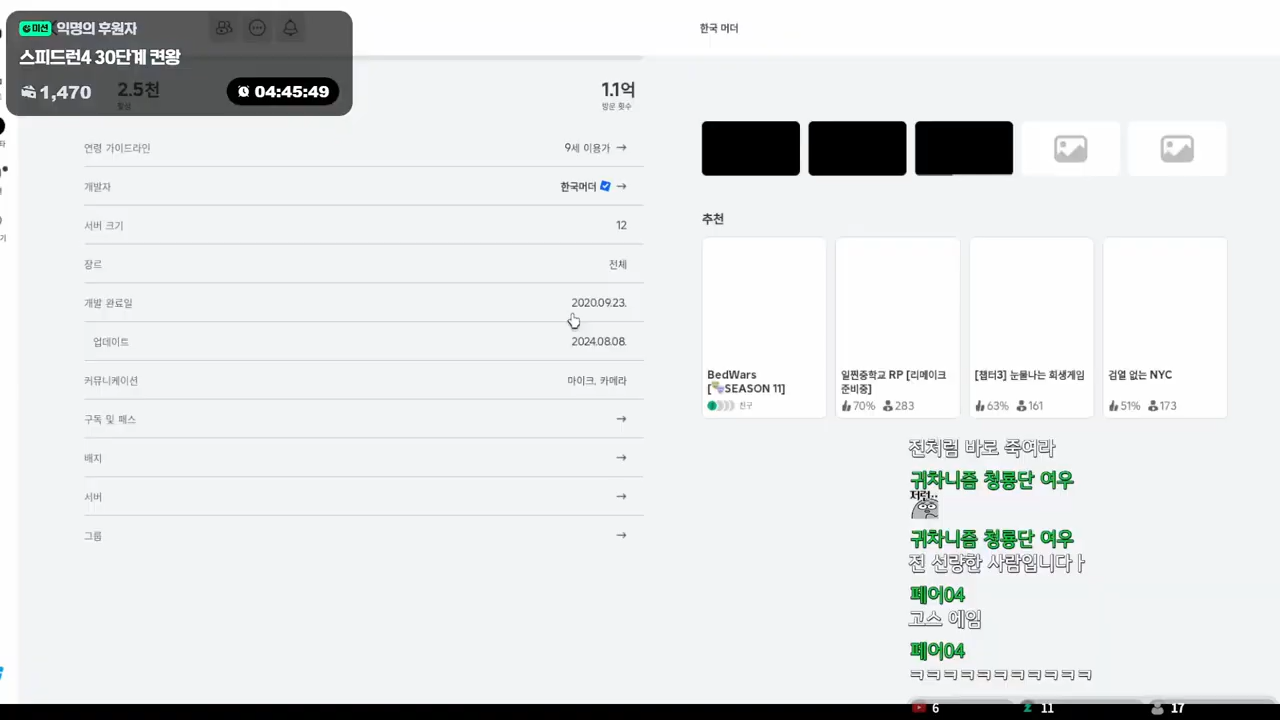 미션 익명의 후원자
스피드런4 30단계 켠왕
1,470
04:45:49
한국 머더
2.5천
1.1억
방문 횟수
연령 가이드라인
9세 이용가 →
개발자
한국머더 →
서버 크기
12
장르
전체
개발 완료일
2020.09.23.
업데이트
2024.08.08.
커뮤니케이션
마이크, 카메라
구독 및 패스 →
배지 →
서버 →
그룹 →
추천
BedWars
[SEASON 11]
친구
일찐중학교 RP [리메이크
준비중]
70% 283
[챕터3] 눈물나는 회생게임
63% 161
검열 없는 NYC
51% 173
전처럼 바로 죽여라
귀차니즘 청룡단 여우
저런..
귀차니즘 청룡단 여우
전 선량한 사람입니다ㅏ
페어04
고스 에임
페어04
ㅋㅋㅋㅋㅋㅋㅋㅋㅋㅋㅋ
6
11
17